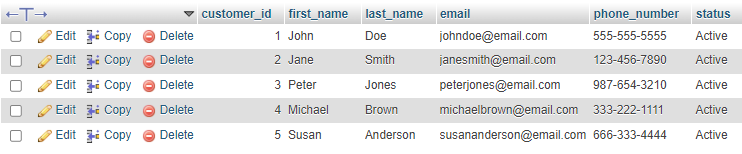 customer_id first_name last_name email phone_number status
Edit Copy Delete 1 John Doe johndoe@email.com 555-555-5555 Active
Edit Copy Delete 2 Jane Smith janesmith@email.com 123-456-7890 Active
Edit Copy Delete 3 Peter Jones peterjones@email.com 987-654-3210 Active
Edit Copy Delete 4 Michael Brown michaelbrown@email.com 333-222-1111 Active
Edit Copy Delete 5 Susan Anderson susananderson@email.com 666-333-4444 Active